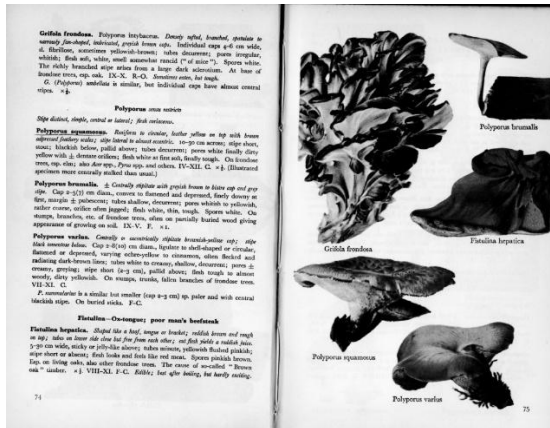 Grifola frondosa. Polyporus intybaceus. Densely tufted, branched, spatulate to
narrowly fan-shaped, imbricated, greyish brown caps. Individual caps 4-6 cm wide,
d. fibrillose, sometimes yellowish-brown; tubes decurrent; pores irregular,
whitish; flesh soft, white, smell somewhat rancid (“of mice”). Spores white.
The richly branched stipe arises from a large dark sclerotium. At base of
frondose trees, esp. oak. IX-X. R-O. Sometimes eaten, but tough.
G. (Polyporus) umbellata is similar, but individual caps have almost central
stipes.
Polyporus sensu stricto
Stipe distinct, simple, central or lateral; flesh coriaceous.
Polyporus squamosus. Reniform to circular, leather yellow on top with brown
adpressed feathery scales; stipe lateral to almost excentric. 10-30 cm across; stipe short,
stout; blackish below, pallid above; tubes decurrent; pores white finally dirty
yellow with ± dentate orifices; flesh white at first soft, finally tough. On frondose
trees, esp. elm; also Acer spp., Pyrus spp. and others. IV-XII. C. (Illustrated
specimen more centrally stalked than usual.)
Polyporus brumalis. ± Centrally stipitate with greyish brown to bistre cap and grey
stipe. Cap 2-5(7) cm diam., convex to flattened and depressed, finely downy at
first, margin ± pubescent; tubes shallow, decurrent; pores whitish to yellowish,
rather coarse, orifice often jagged; flesh white, thin, tough. Spores white. On
stumps, branches, etc. of frondose trees, often on partially buried wood giving
appearance of growing on soil. IX-V. F. ×1.
Polyporus varius. Centrally to excentrically stipitate brownish-yellow cap; stipe
black tomentose below. Cap 2-8(10) cm diam., ligulate to shell-shaped or circular,
flattened or depressed, varying ochre-yellow to cinnamon, often flecked and
radiating dark-brown lines; tubes white to creamy, shallow, decurrent; pores ±
creamy, greying; stipe short (2-3 cm), pallid above; flesh tough to almost
woody, dirty yellowish. On stumps, trunks, fallen branches of frondose trees.
VII-XI. C.
P. nummularius is a similar but smaller (cap 2-3 cm) sp. paler and with central
blackish stipe. On buried sticks. F-C.
Fistulina—Ox-tongue; poor man's beefsteak
Fistulina hepatica. Shaped like a hoof, tongue or bracket; reddish brown and rough
on top; tubes on lower side close but free from each other; cut flesh yields a reddish juice.
5-30 cm wide, sticky or jelly-like above; tubes minute, yellowish flushed pinkish;
stipe short or absent; flesh looks and feels like red meat. Spores pinkish brown.
Esp. on living oaks, also other frondose trees. The cause of so-called “Brown
oak” timber. VIII-XI. F-C. Edible; best after boiling, but hardly exciting.
74
Polyporus brumalis
Fistulina hepatica
Grifola frondosa
Polyporus squamosus
Polyporus varius
75